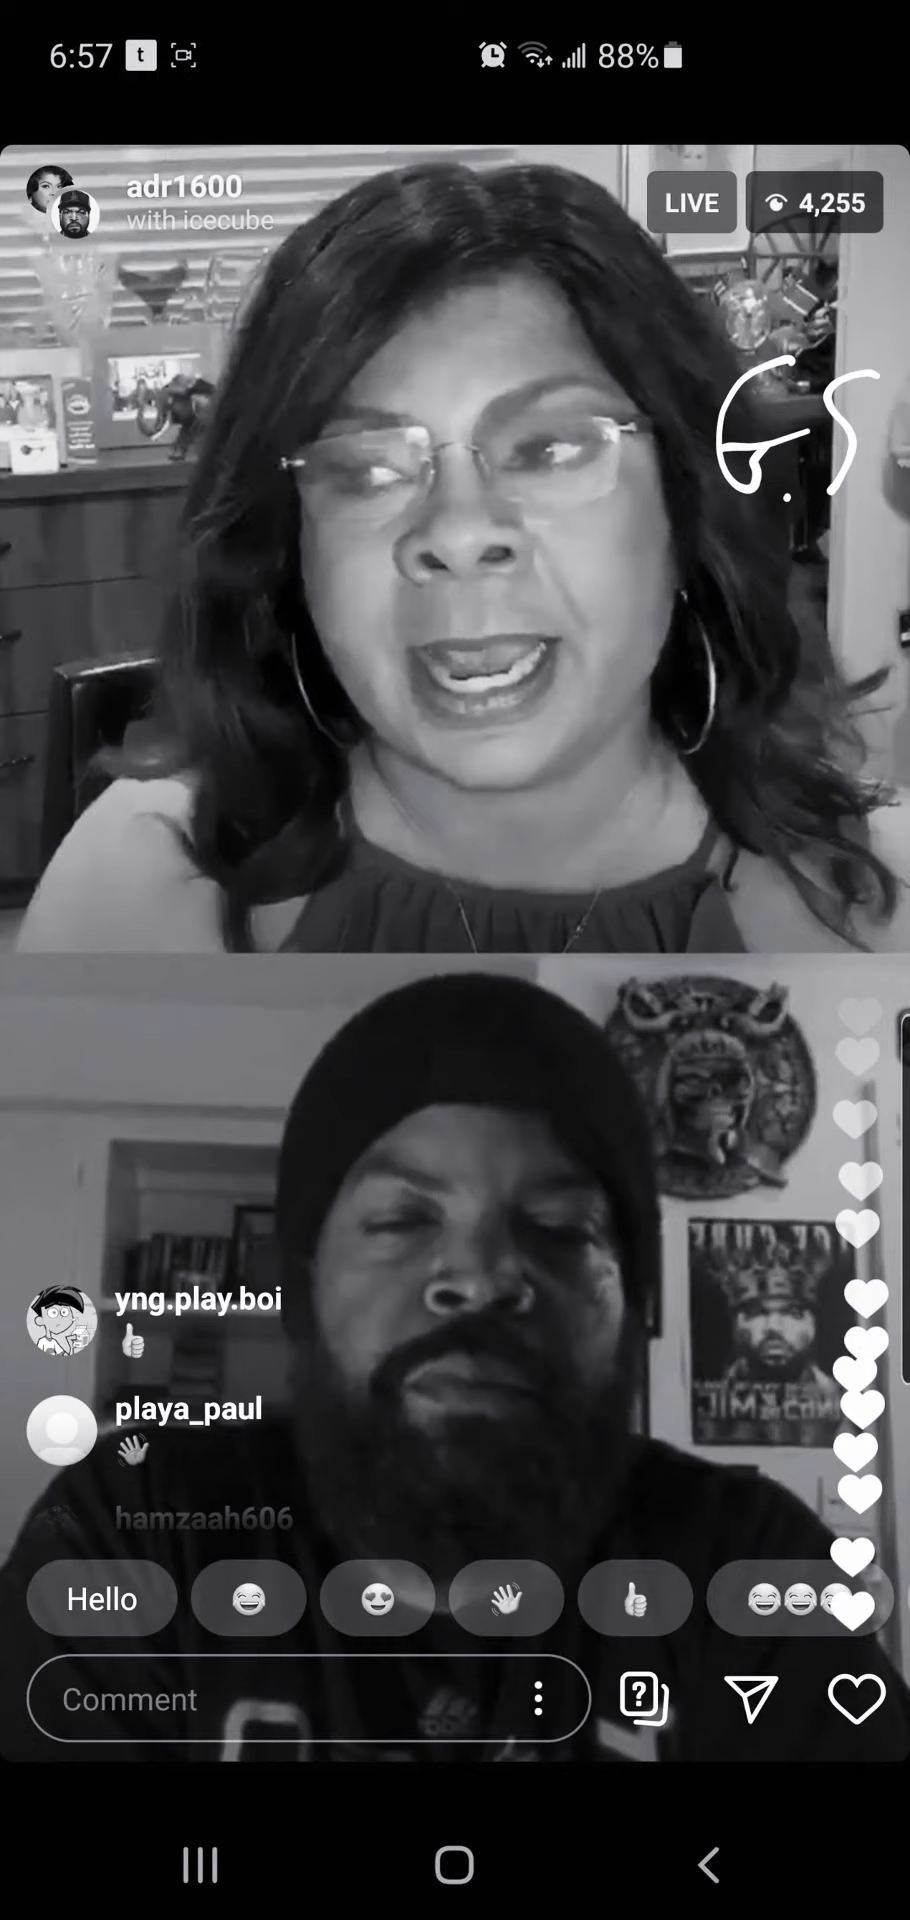 6:57 t 88%
adr1600
with icecube
LIVE 4,255
G.S
yng.play.boi
👍
playa_paul
👋
hamzaah606
Hello 😂 😍 👋 👍 😂😂😂
Comment